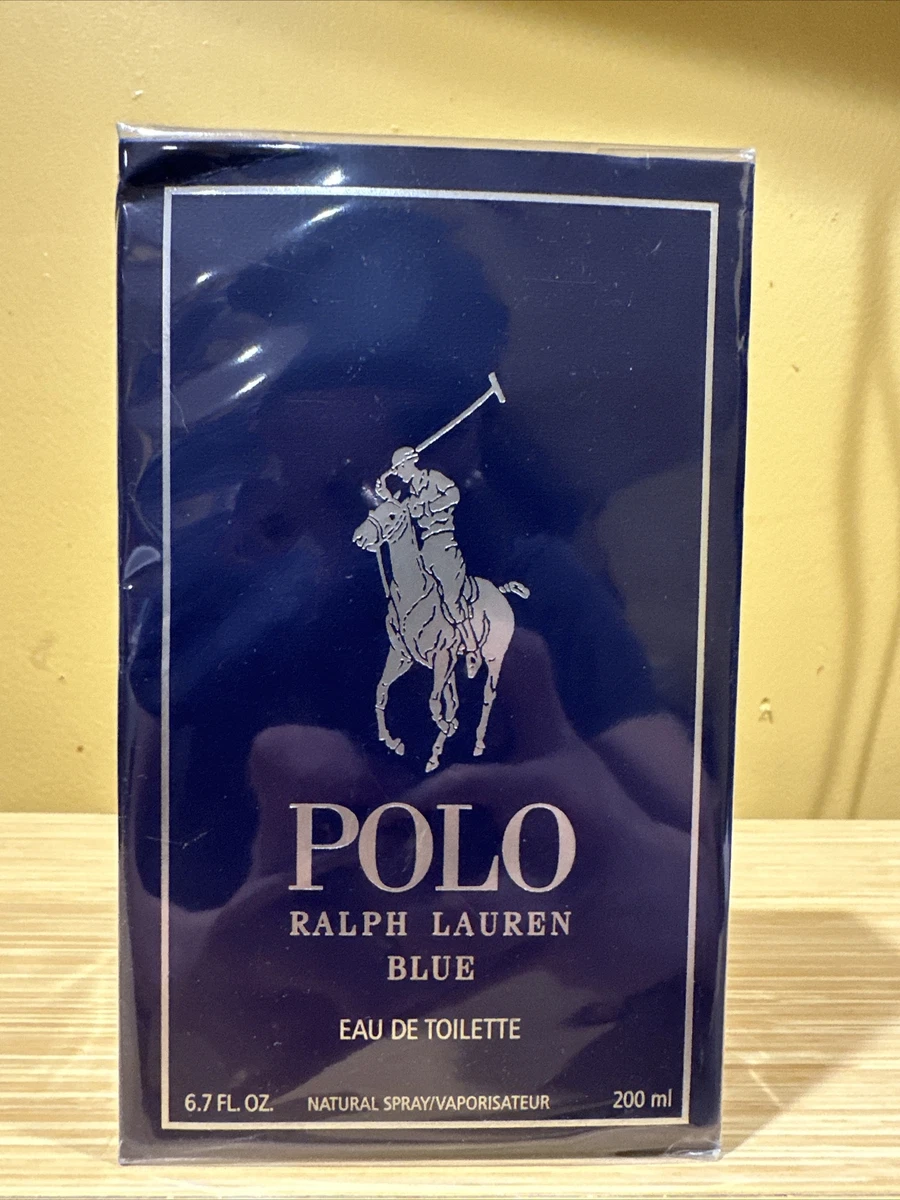 POLO
RALPH LAUREN
BLUE
EAU DE TOILETTE
6.7 FL. OZ. NATURAL SPRAY/VAPORISATEUR 200 ml